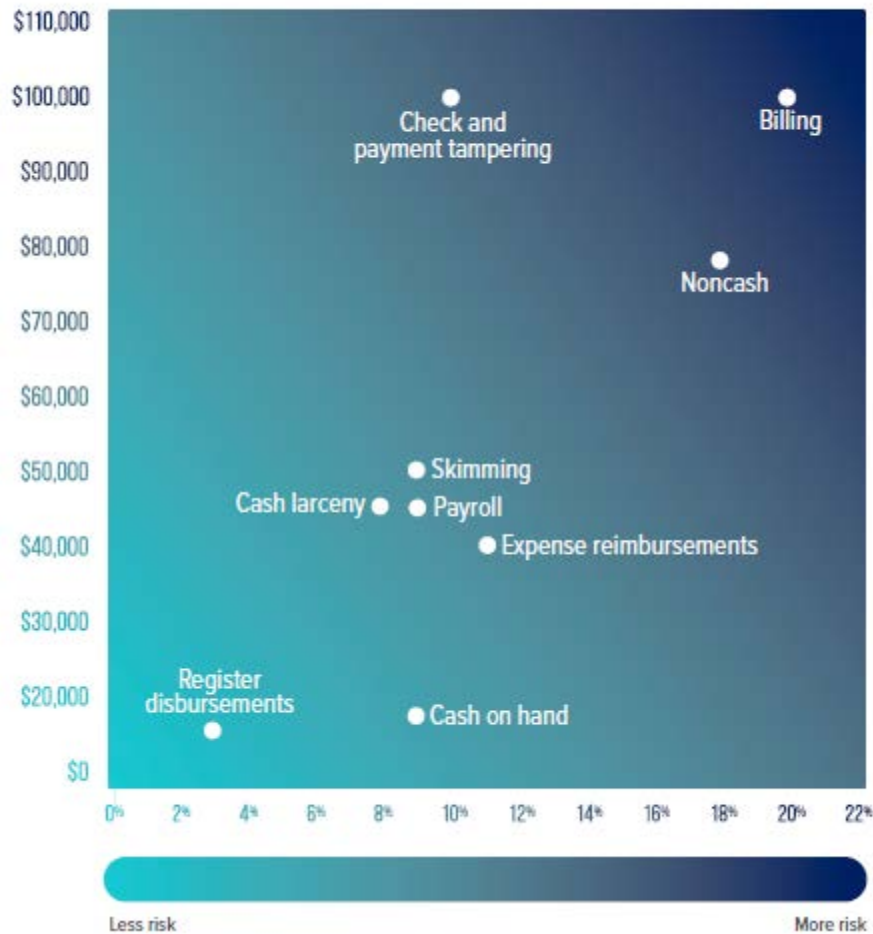 $110,000
$100,000
$90,000
$80,000
$70,000
$60,000
$50,000
$40,000
$30,000
$20,000
$0
Check and
payment tampering
Billing
Noncash
Skimming
Cash larceny
Payroll
Expense reimbursements
Register
disbursements
Cash on hand
0% 2% 4% 6% 8% 10% 12% 14% 16% 18% 20% 22%
Less risk More risk